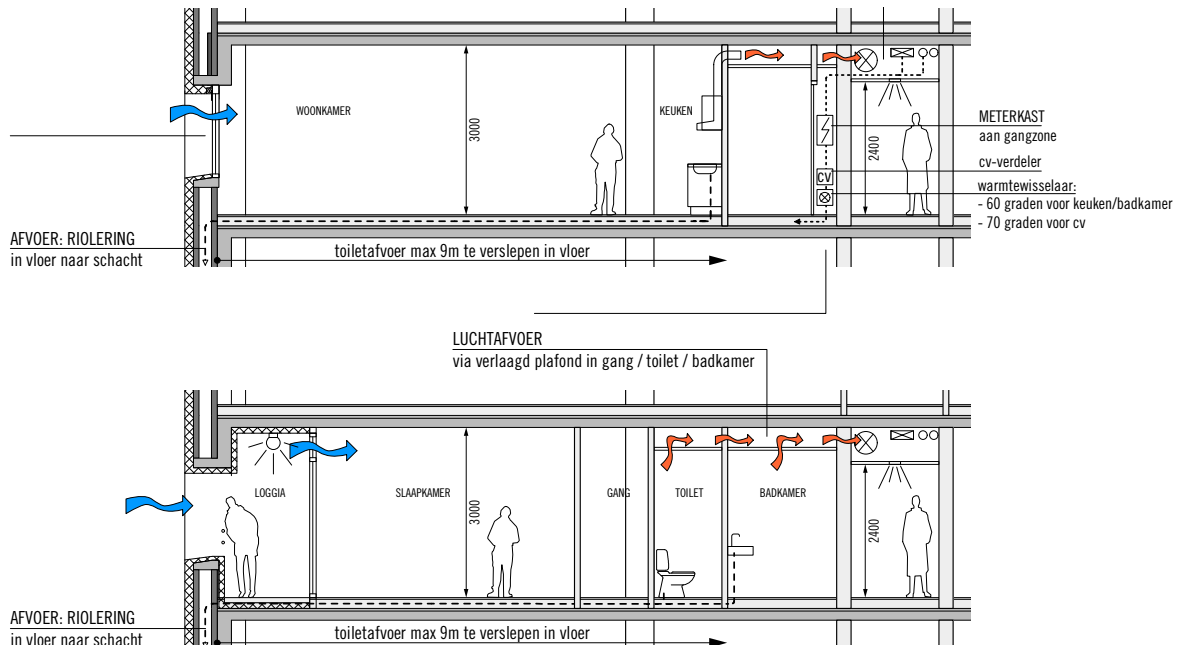 WOONKAMER
3000
KEUKEN
2400
METERKAST
aan gangzone
cv-verdeler
CV
warmtewisselaar:
- 60 graden voor keuken/badkamer
- 70 graden voor cv
AFVOER: RIOLERING
in vloer naar schacht
toiletafvoer max 9m te verslepen in vloer
LUCHTAFVOER
via verlaagd plafond in gang / toilet / badkamer
LOGGIA
SLAAPKAMER
3000
GANG
TOILET
BADKAMER
2400
AFVOER: RIOLERING
in vloer naar schacht
toiletafvoer max 9m te verslepen in vloer